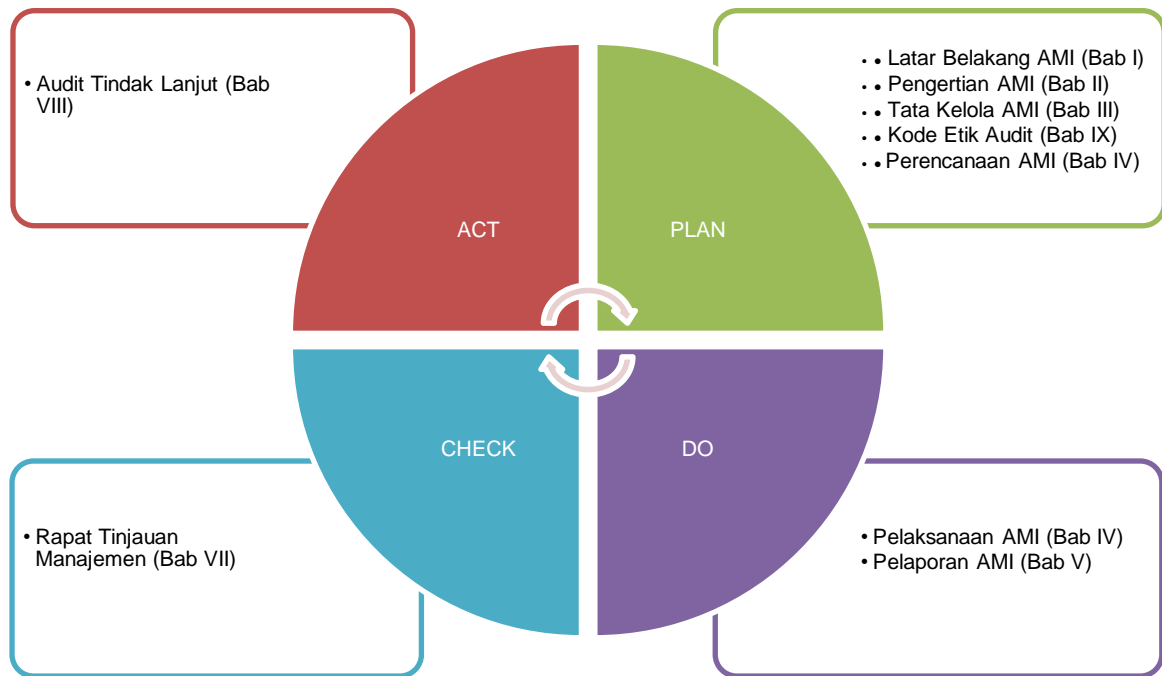 • Audit Tindak Lanjut (Bab
VIII)
• • Latar Belakang AMI (Bab I)
• • Pengertian AMI (Bab II)
• • Tata Kelola AMI (Bab III)
• • Kode Etik Audit (Bab IX)
• • Perencanaan AMI (Bab IV)
ACT
PLAN
CHECK
DO
• Rapat Tinjauan
Manajemen (Bab VII)
• Pelaksanaan AMI (Bab IV)
• Pelaporan AMI (Bab V)